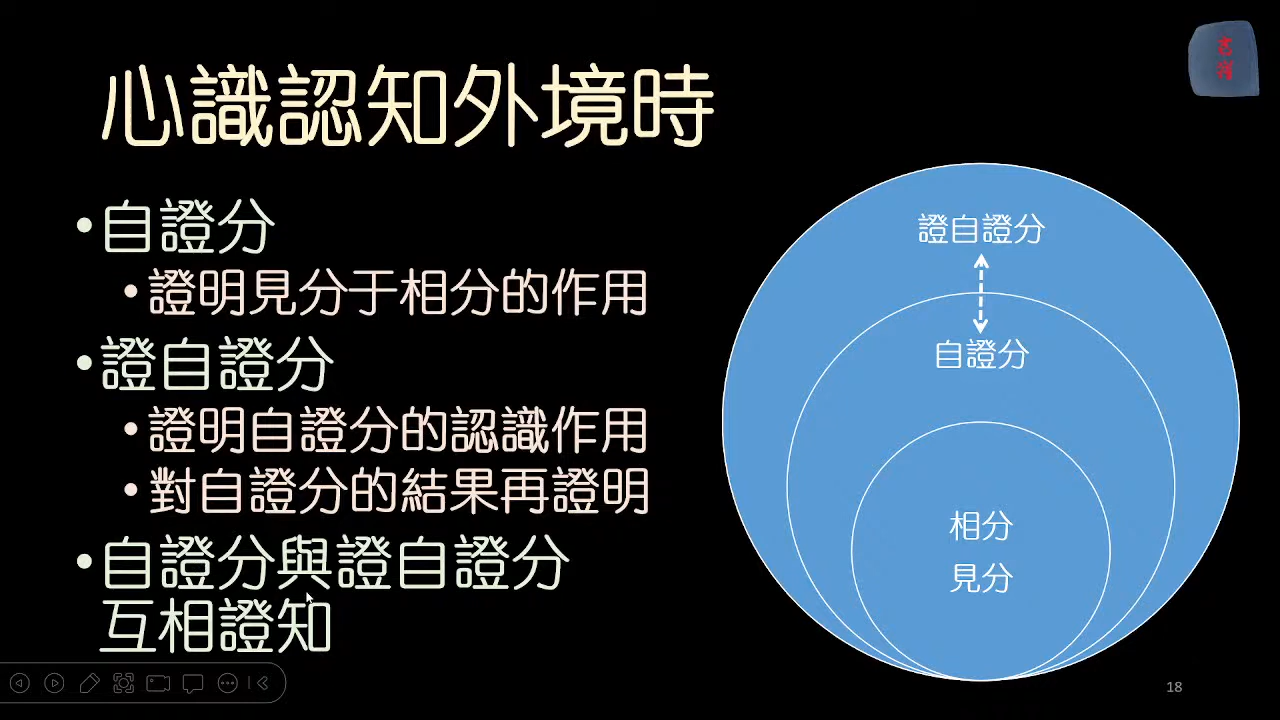 心識認知外境時
•自證分
•證明見分于相分的作用
•證自證分
•證明自證分的認識作用
•對自證分的結果再證明
•自證分與證自證分
互相證知
證自證分
自證分
相分
見分
18